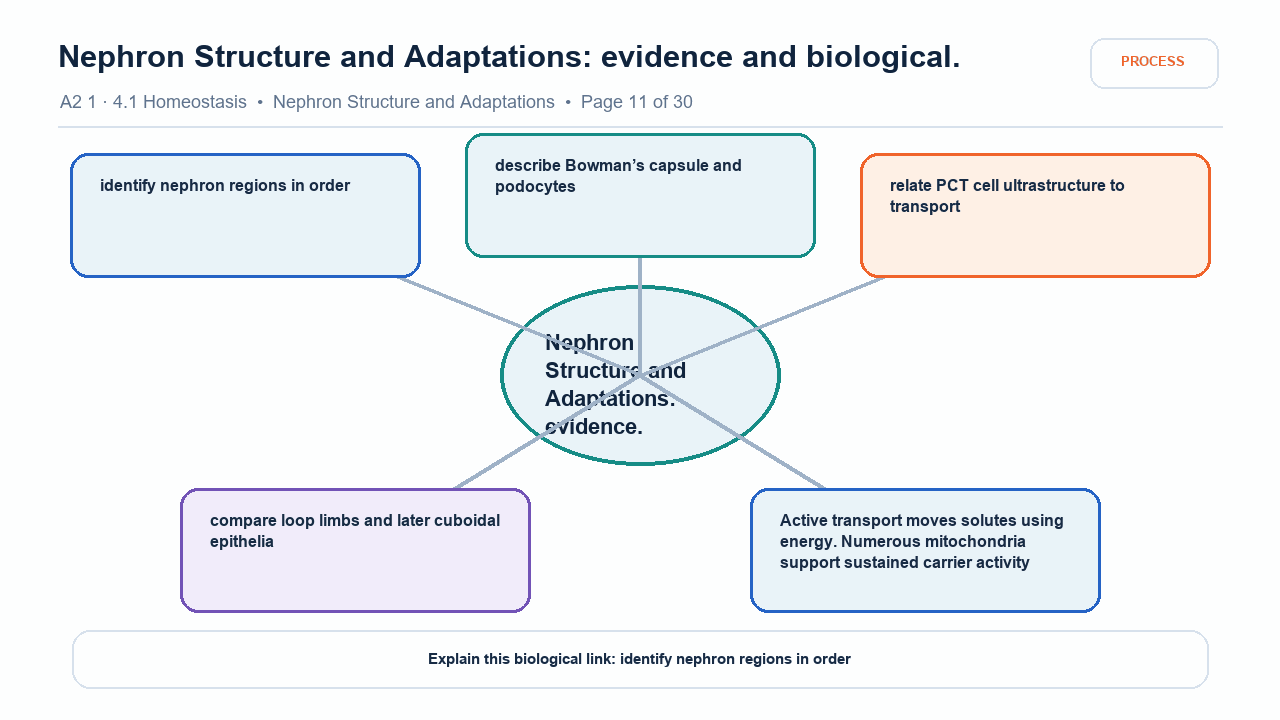 Nephron Structure and Adaptations: evidence and biological.
PROCESS
A2 1 · 4.1 Homeostasis • Nephron Structure and Adaptations • Page 11 of 30
identify nephron regions in order
describe Bowman’s capsule and
podocytes
relate PCT cell ultrastructure to
transport
Nephron
Structure and
Adaptations:
evidence.
compare loop limbs and later cuboidal
epithelia
Active transport moves solutes using
energy. Numerous mitochondria
support sustained carrier activity
Explain this biological link: identify nephron regions in order